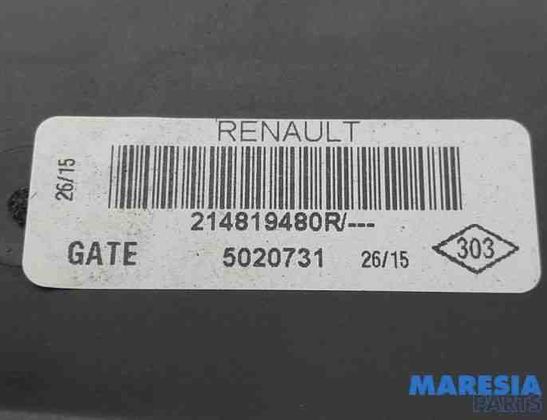 RENAULT
26/15
214819480R/---
GATE 5020731 26/15 303
MARESIA
PARTS